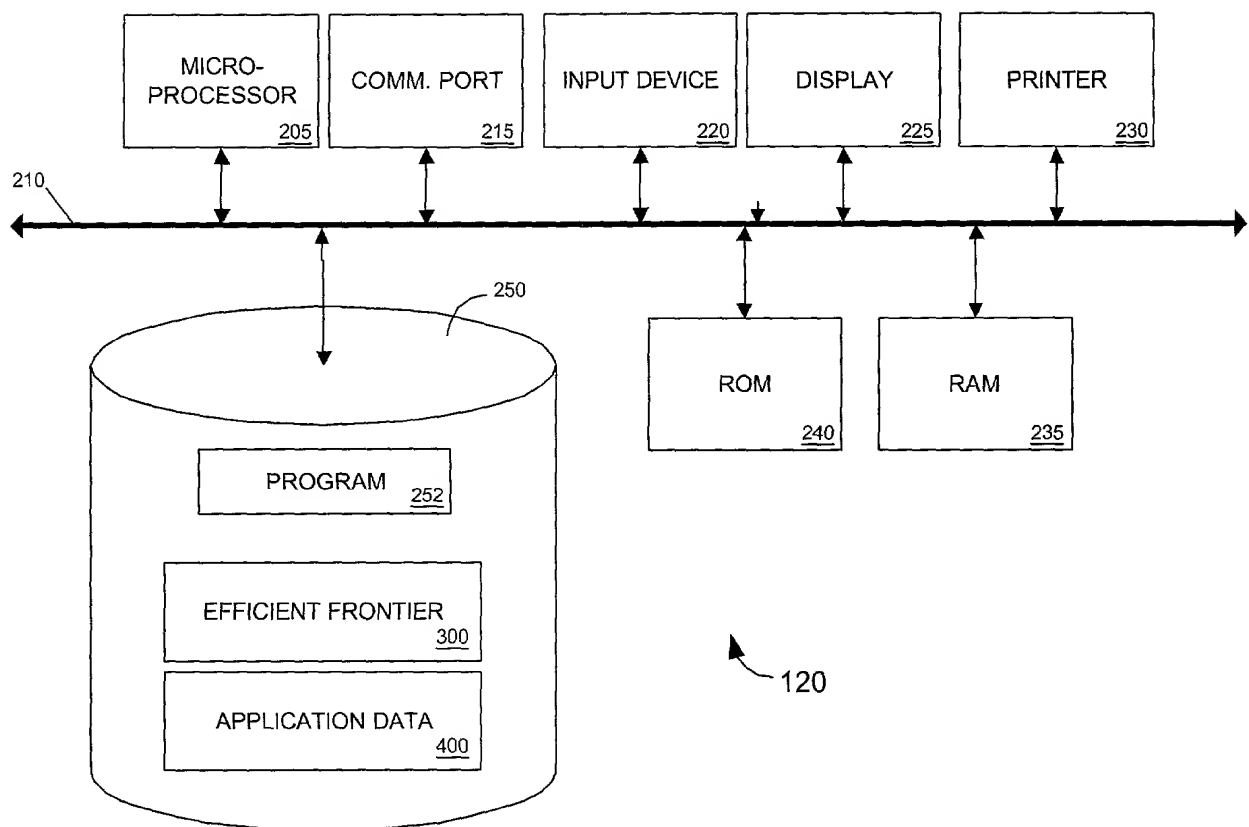 MICRO-
PROCESSOR
205
COMM. PORT
215
INPUT DEVICE
220
DISPLAY
225
PRINTER
230
210
250
ROM
240
RAM
235
PROGRAM
252
EFFICIENT FRONTIER
300
APPLICATION DATA
400
120